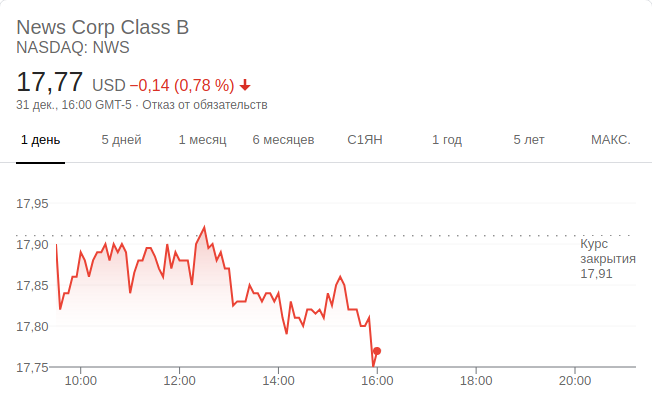 News Corp Class B
NASDAQ: NWS
17,77 USD −0,14 (0,78 %)
31 дек., 16:00 GMT-5 · Отказ от обязательств
1 день 5 дней 1 месяц 6 месяцев С1ЯН 1 год 5 лет МАКС.
17,95
17,90
Курс
закрытия
17,85
17,91
17,80
17,75
10:00 12:00 14:00 16:00 18:00 20:00